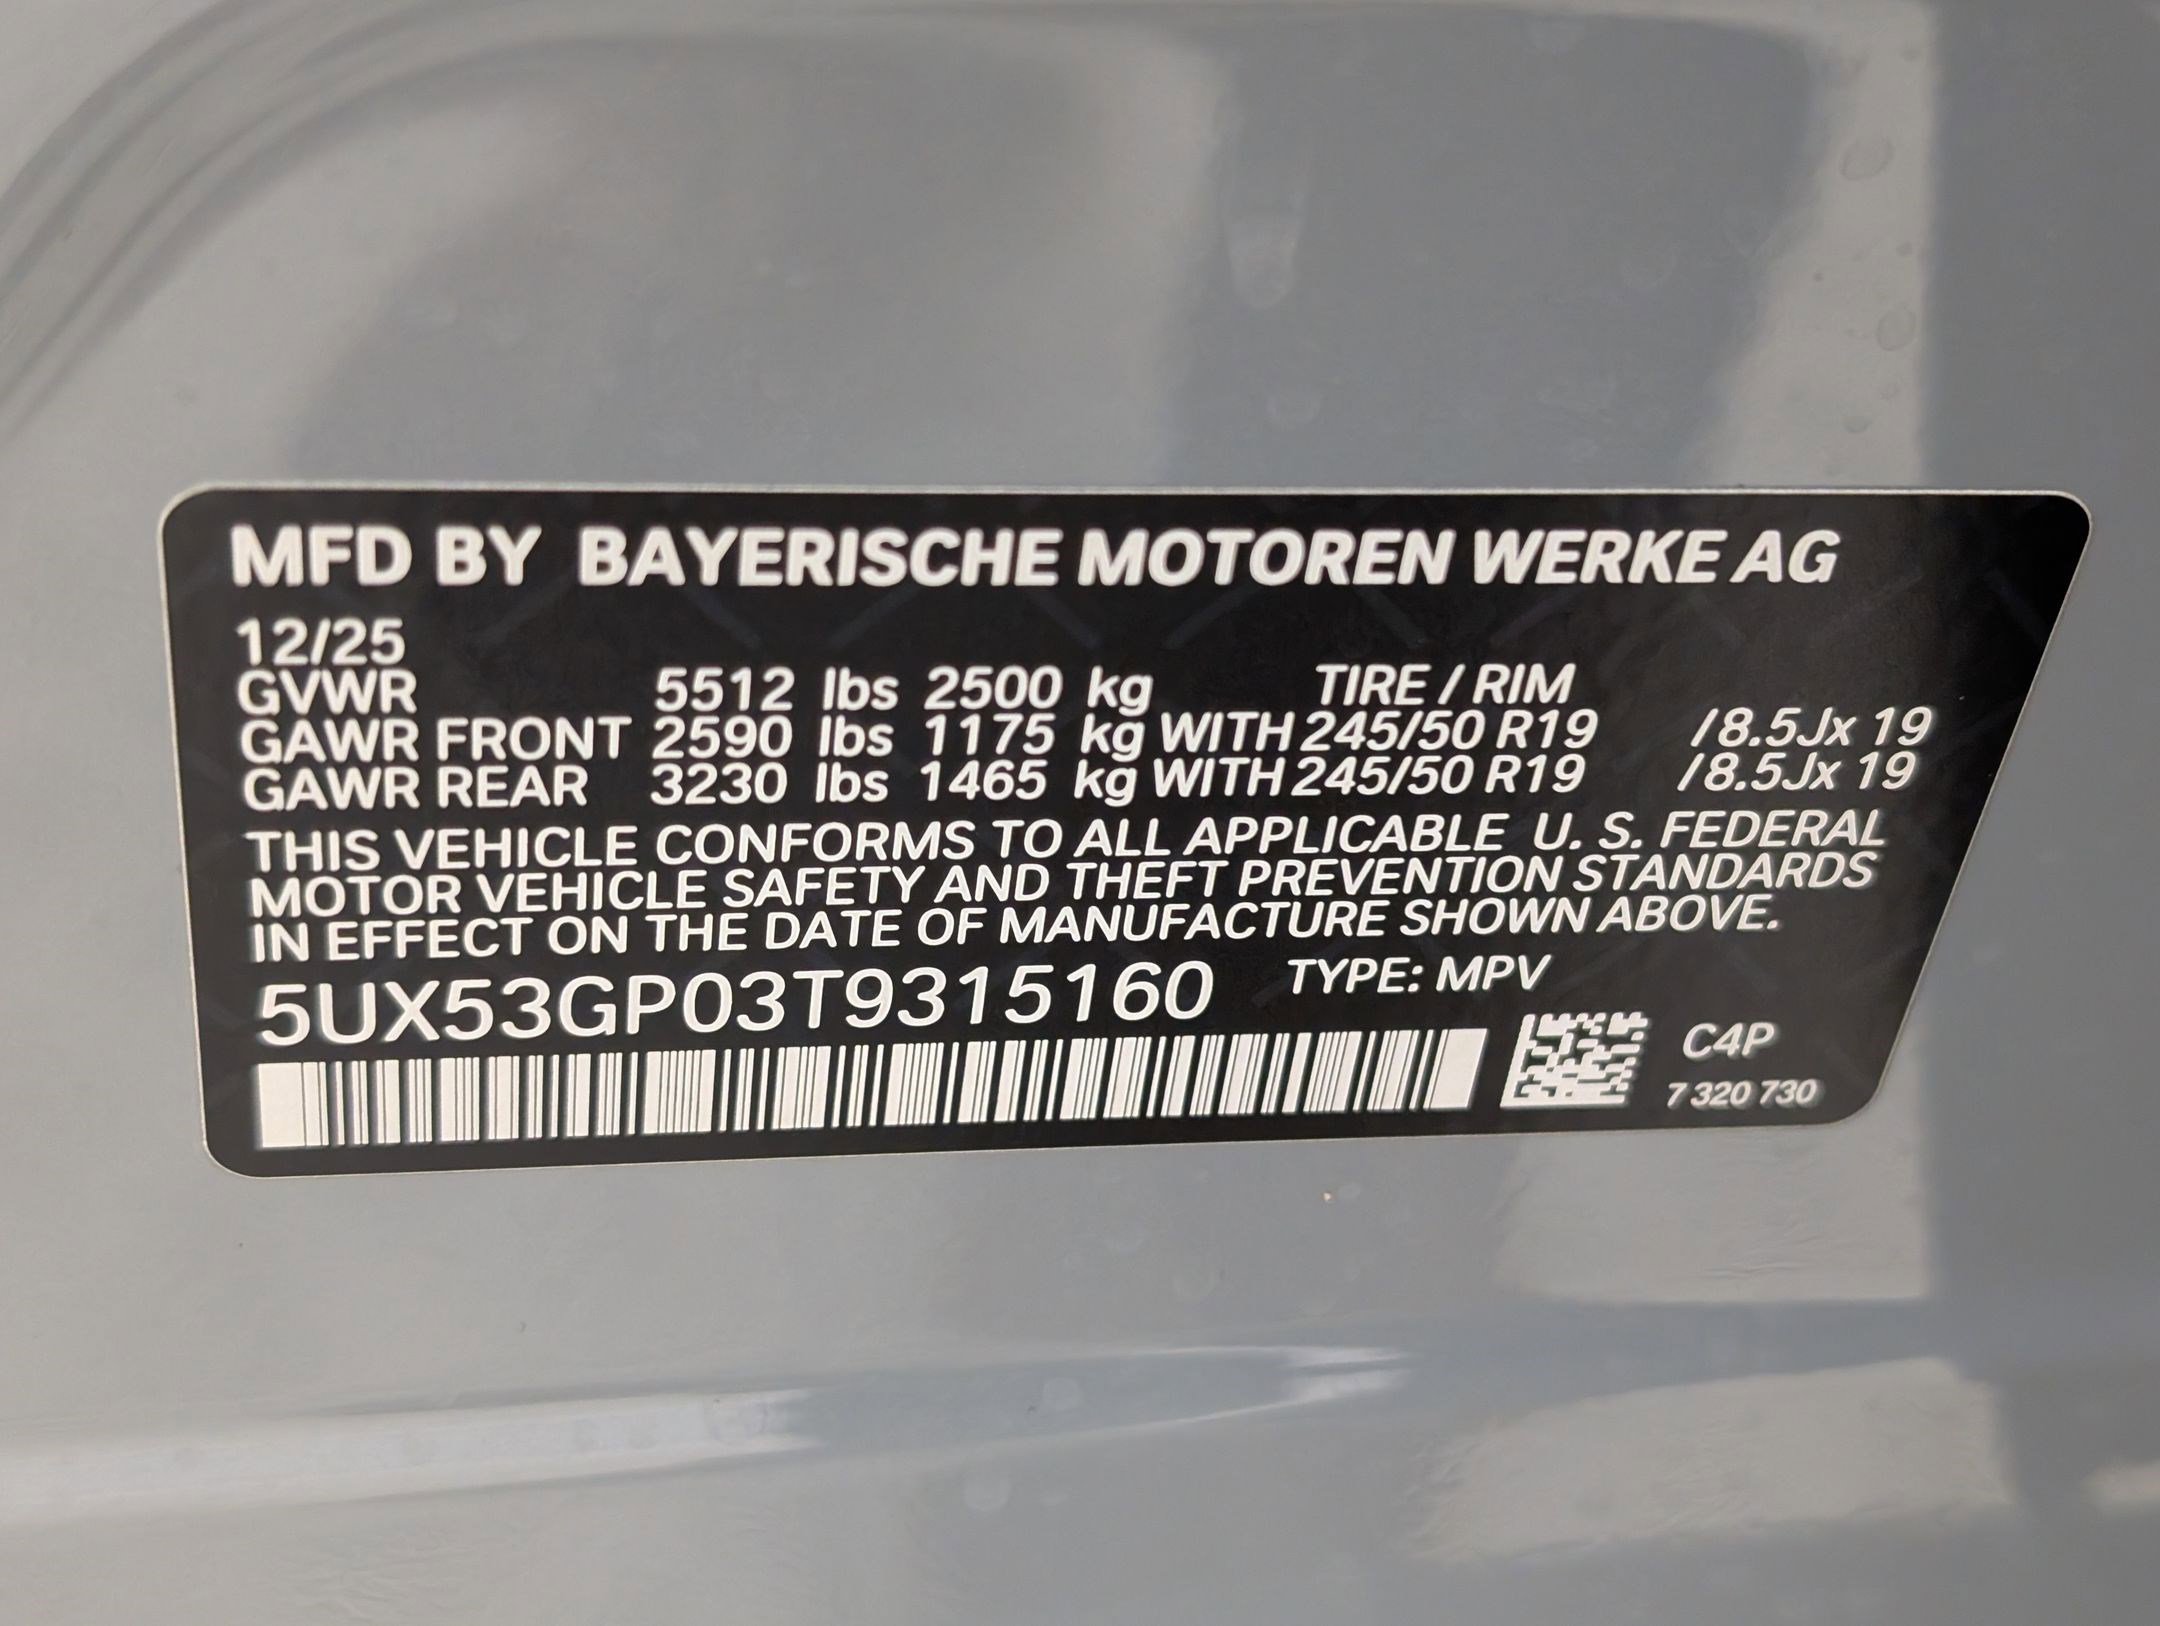 MFD BY BAYERISCHE MOTOREN WERKE AG
12/25
GVWR 5512 lbs 2500 kg TIRE / RIM
GAWR FRONT 2590 lbs 1175 kg WITH 245/50 R19 /8.5Jx 19
GAWR REAR 3230 lbs 1465 kg WITH 245/50 R19 /8.5Jx 19
THIS VEHICLE CONFORMS TO ALL APPLICABLE U. S. FEDERAL
MOTOR VEHICLE SAFETY AND THEFT PREVENTION STANDARDS
IN EFFECT ON THE DATE OF MANUFACTURE SHOWN ABOVE.
5UX53GP03T9315160 TYPE: MPV
C4P
7 320 730